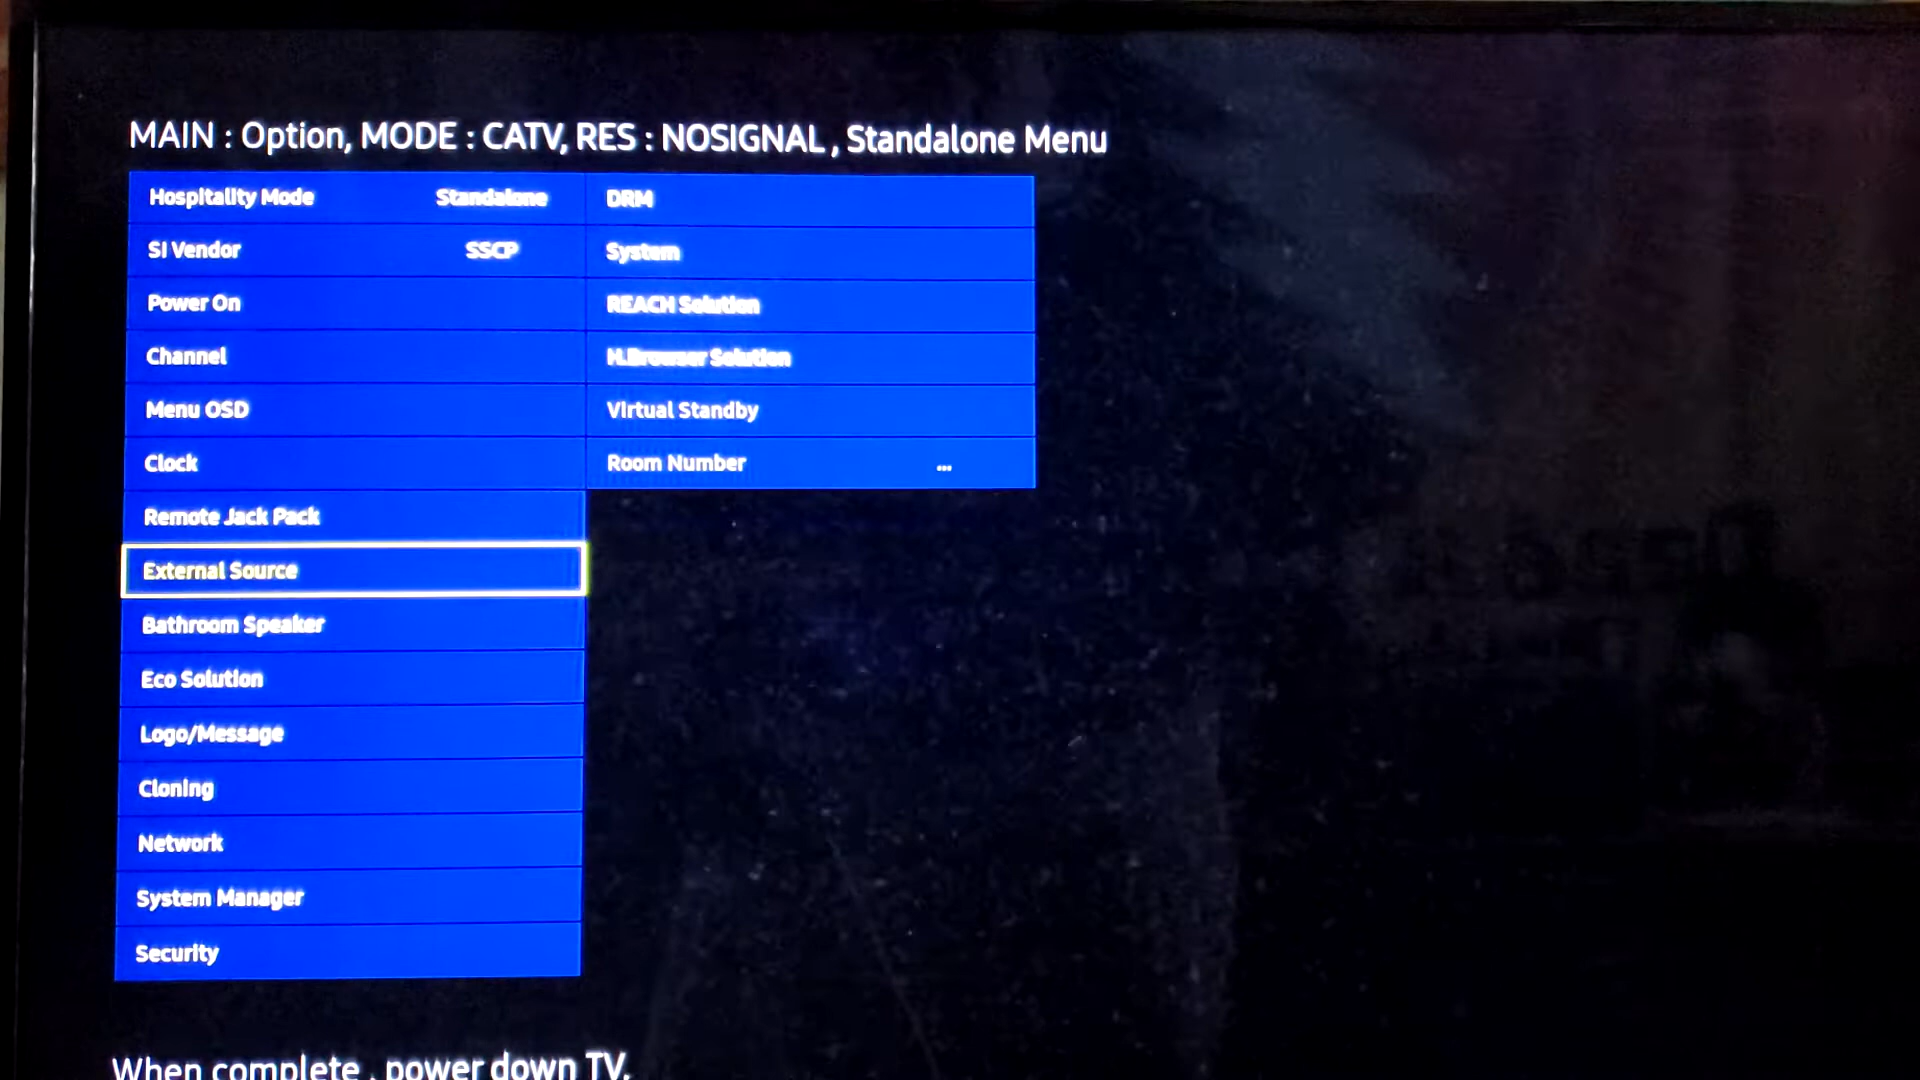 MAIN : Option, MODE : CATV, RES : NOSIGNAL , Standalone Menu
Hospitality Mode Standalone
SI Vendor SSCP
Power On
Channel
Menu OSD
Clock
Remote Jack Pack
External Source
Bathroom Speaker
Eco Solution
Logo/Message
Cloning
Network
System Manager
Security
DRM
System
REACH Solution
H.Browser Solution
Virtual Standby
Room Number ...
When complete , power down TV.